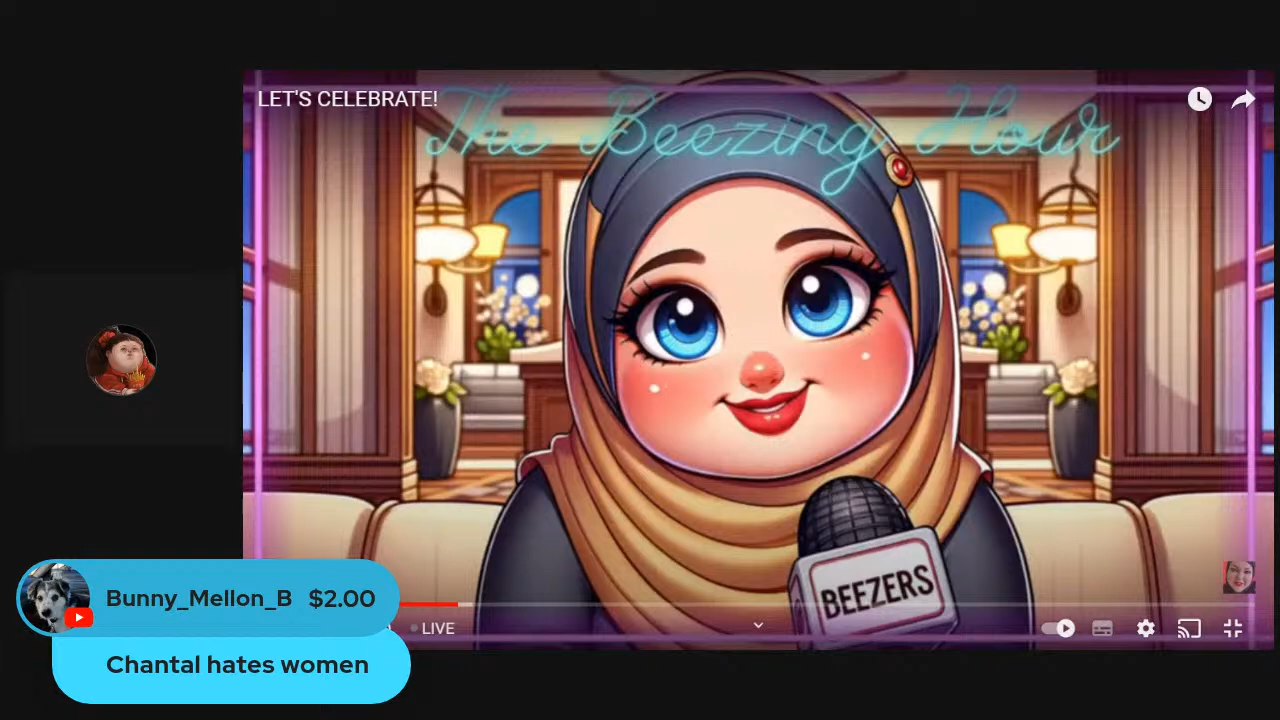 LET'S CELEBRATE!
The Beezing Hour
BEEZERS
LIVE
Bunny_Mellon_B $2.00
Chantal hates women